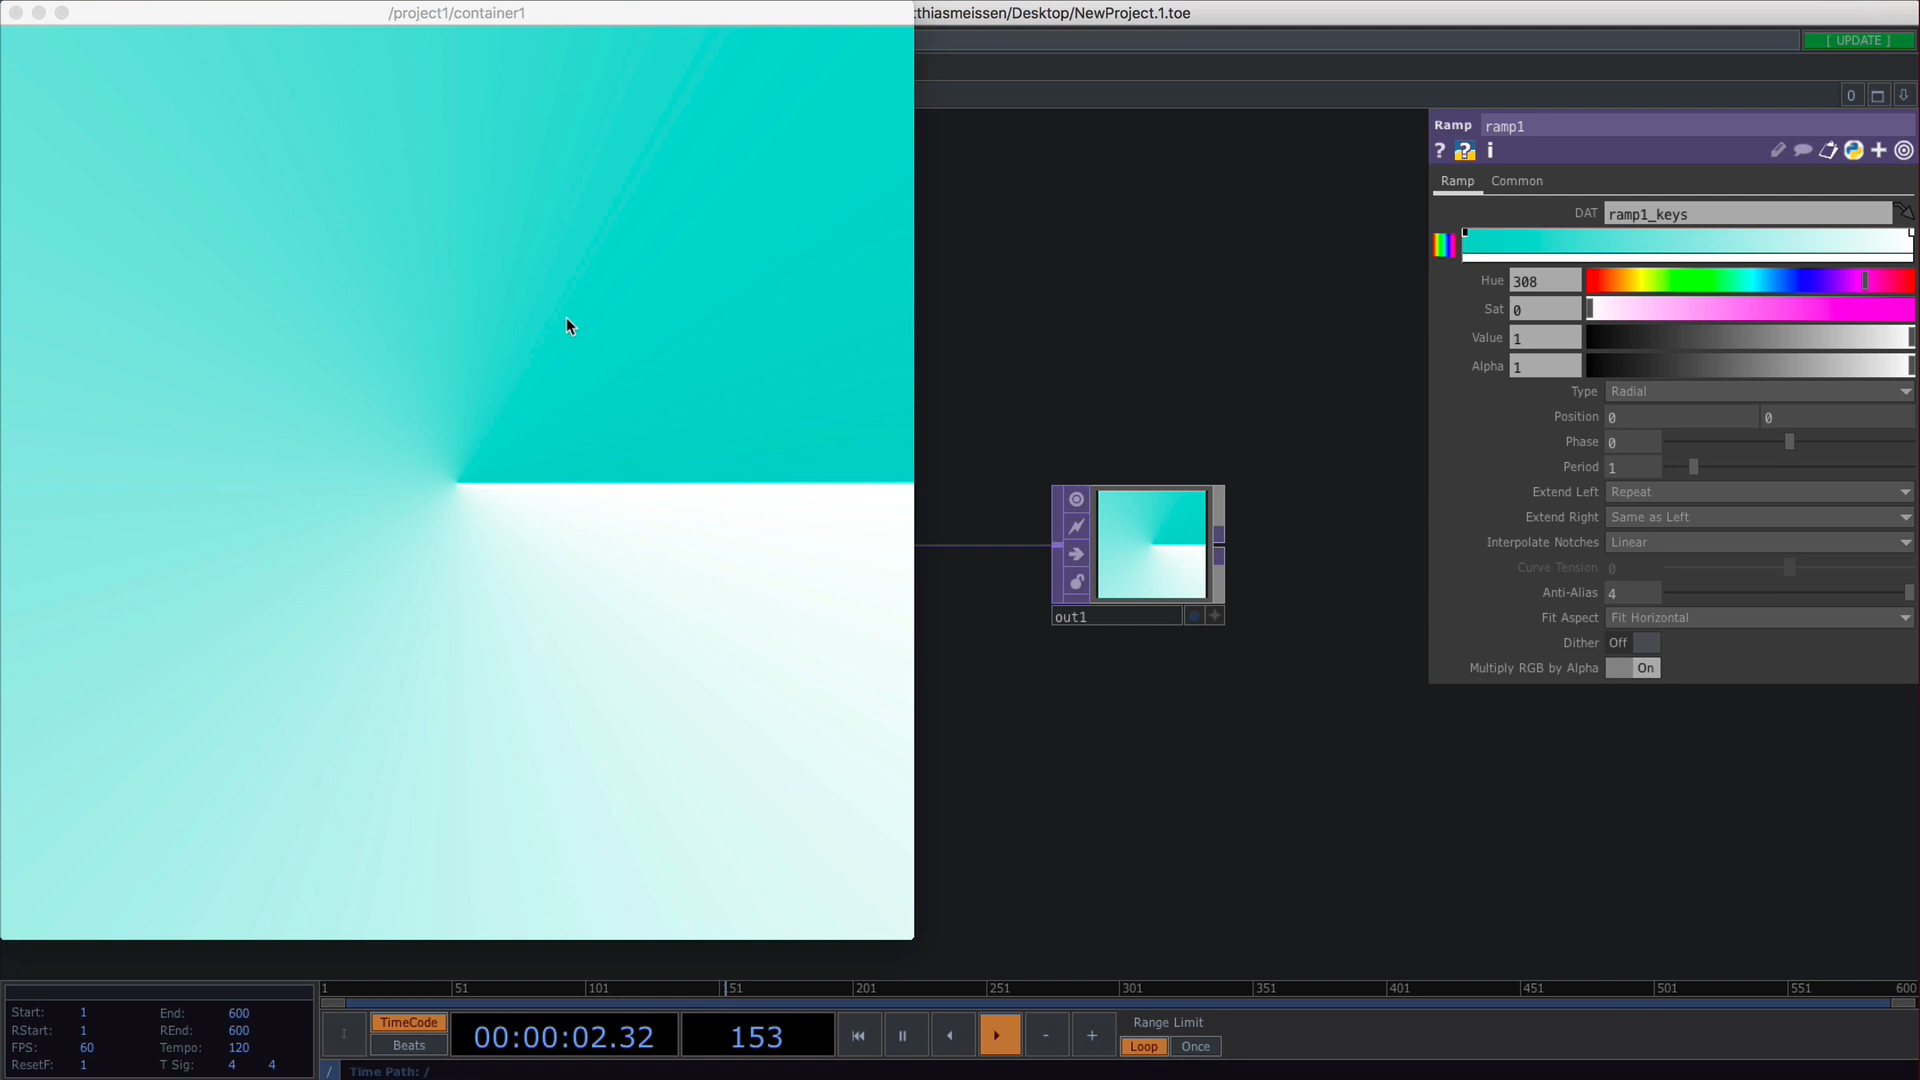 /project1/container1
tthiasmeissen/Desktop/NewProject.1.toe
[ UPDATE ]
0
Ramp ramp1
? ? i
Ramp Common
DAT ramp1_keys
Hue 308
Sat 0
Value 1
Alpha 1
Type Radial
Position 0 0
Phase 0
Period 1
Extend Left Repeat
Extend Right Same as Left
Interpolate Notches Linear
Curve Tension 0
Anti-Alias 4
Fit Aspect Fit Horizontal
Dither Off
Multiply RGB by Alpha On
out1
1 51 101 151 201 251 301 351 401 451 501 551 600
Start: 1 End: 600
RStart: 1 REnd: 600
FPS: 60 Tempo: 120
ResetF: 1 T Sig: 4 4
I
TimeCode
Beats
00:00:02.32
153
- +
Range Limit
Loop Once
/ Time Path: /